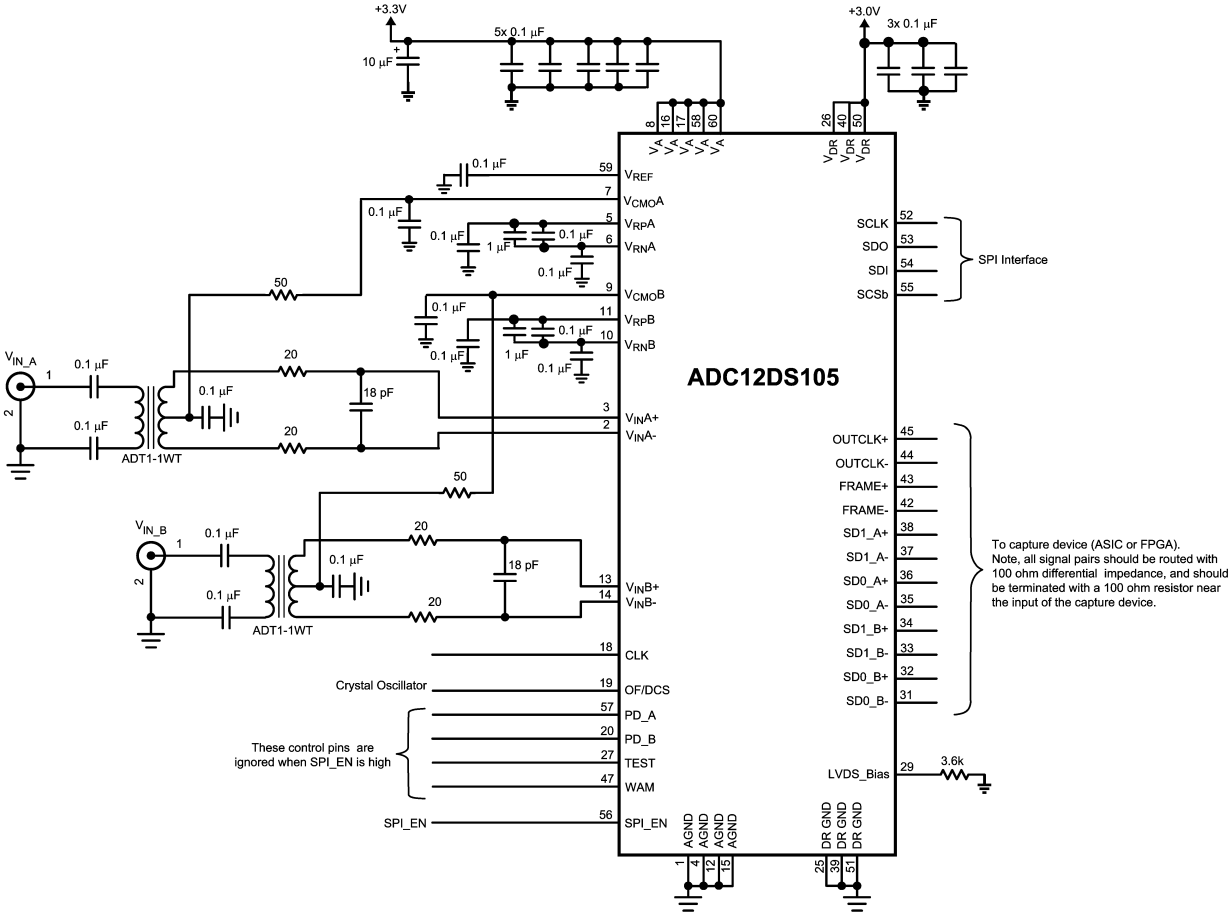 +3.3V
+
10 µF
5x 0.1 µF
+3.0V
3x 0.1 µF
8
16
17
58
60
26
40
50
VA
VA
VA
VA
VA
VDR
VDR
VDR
0.1 µF
59
VREF
7
VCMOA
0.1 µF
5
VRPA
0.1 µF
1 µF
0.1 µF
6
VRNA
0.1 µF
50
9
VCMOB
0.1 µF
11
VRPB
0.1 µF
1 µF
0.1 µF
10
VRNB
0.1 µF
SCLK
52
SDO
53
SDI
54
SCSb
55
SPI Interface
VIN_A
1
2
0.1 µF
0.1 µF
ADT1-1WT
0.1 µF
20
20
18 pF
3
VINA+
2
VINA-
ADC12DS105
50
VIN_B
1
2
0.1 µF
0.1 µF
ADT1-1WT
0.1 µF
20
20
18 pF
13
VINB+
14
VINB-
OUTCLK+
45
OUTCLK-
44
FRAME+
43
FRAME-
42
SD1_A+
38
SD1_A-
37
SD0_A+
36
SD0_A-
35
SD1_B+
34
SD1_B-
33
SD0_B+
32
SD0_B-
31
To capture device (ASIC or FPGA).
Note, all signal pairs should be routed with
100 ohm differential impedance, and should
be terminated with a 100 ohm resistor near
the input of the capture device.
18
CLK
Crystal Oscillator
19
OF/DCS
57
PD_A
20
PD_B
27
TEST
47
WAM
These control pins are
ignored when SPI_EN is high
SPI_EN
56
SPI_EN
LVDS_Bias
29
3.6k
AGND
AGND
AGND
AGND
DR GND
DR GND
DR GND
1
4
12
15
25
39
51